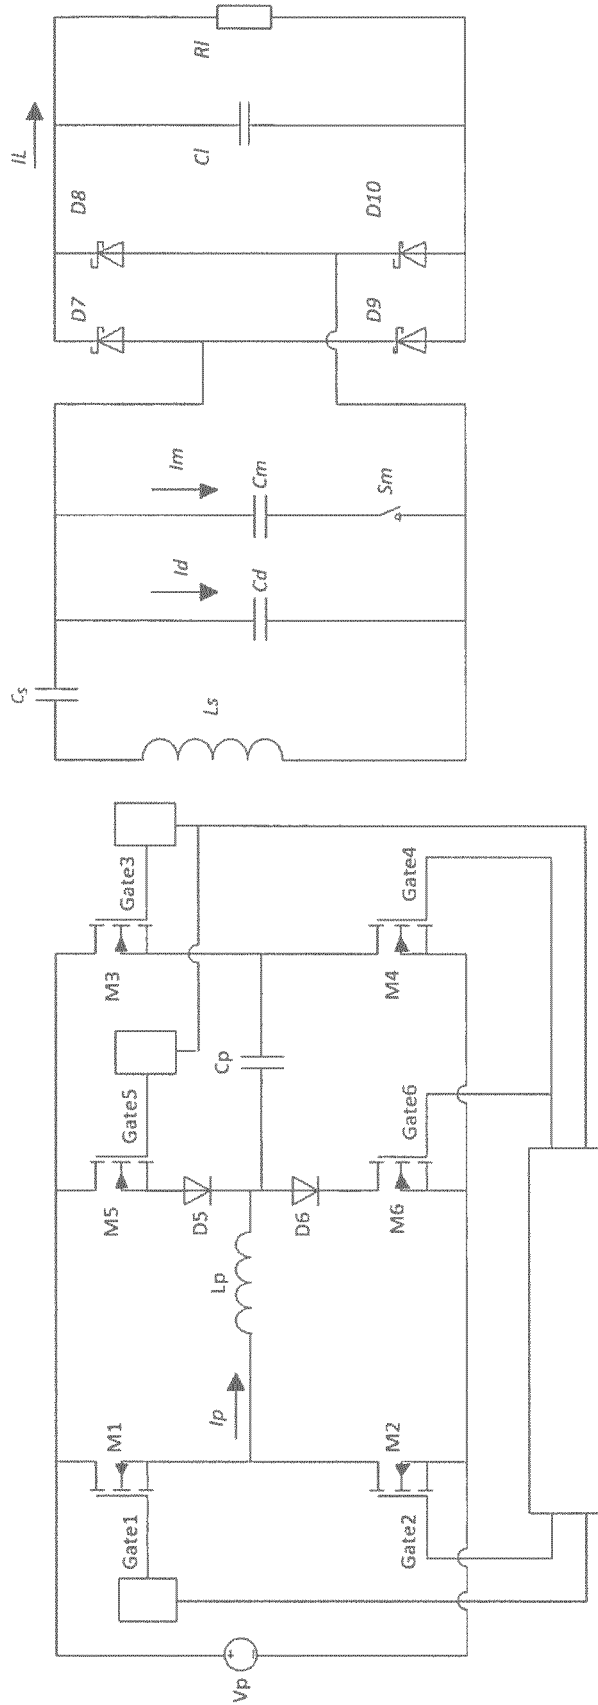 Vp
+
-
Gate1
M1
Gate2
M2
Ip
Lp
M5
Gate5
D5
D6
M6
Gate6
Cp
M3
Gate3
M4
Gate4
Cs
Ls
Id
Cd
Im
Cm
Sm
D7
D8
D9
D10
IL
Cl
Rl